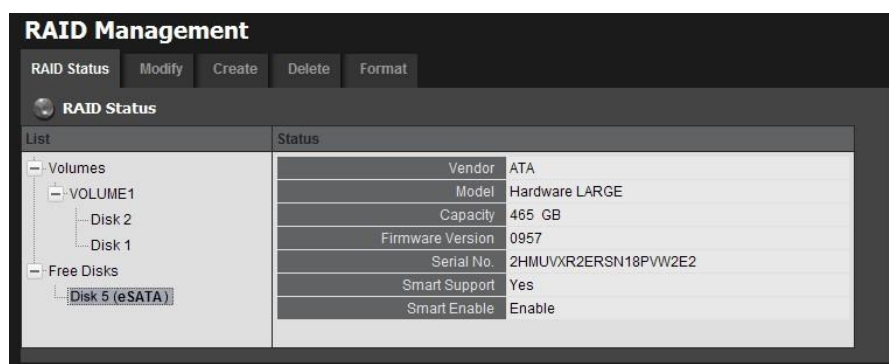 RAID Management
RAID Status Modify Create Delete Format
RAID Status
List Status
Volumes
VOLUME1
Disk 2
Disk 1
Free Disks
Disk 5 (eSATA)
Vendor ATA
Model Hardware LARGE
Capacity 465 GB
Firmware Version 0957
Serial No. 2HMUVXR2ERSN18PVW2E2
Smart Support Yes
Smart Enable Enable